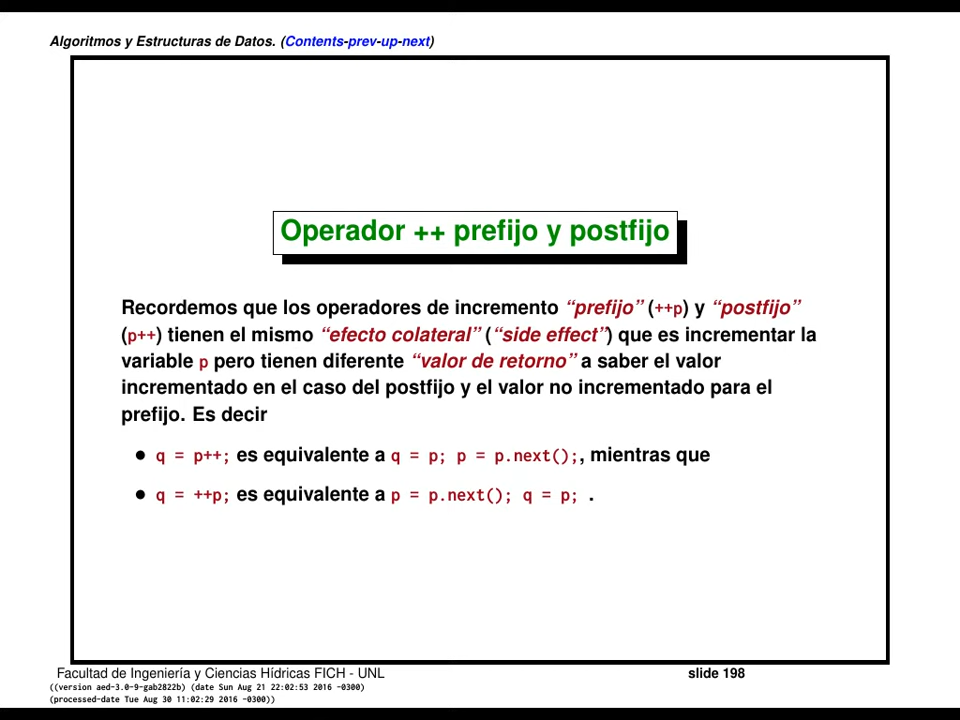 Algoritmos y Estructuras de Datos. (Contents-prev-up-next)
Operador ++ prefijo y postfijo
Recordemos que los operadores de incremento “prefijo” (++p) y “postfijo”
(p++) tienen el mismo “efecto colateral” (“side effect”) que es incrementar la
variable p pero tienen diferente “valor de retorno” a saber el valor
incrementado en el caso del postfijo y el valor no incrementado para el
prefijo. Es decir
● q = p++; es equivalente a q = p; p = p.next();, mientras que
● q = ++p; es equivalente a p = p.next(); q = p; .
Facultad de Ingeniería y Ciencias Hídricas FICH - UNL slide 198
((version aed-3.0-9-gab2822b) (date Sun Aug 21 22:02:53 2016 -0300)
(processed-date Tue Aug 30 11:02:29 2016 -0300))